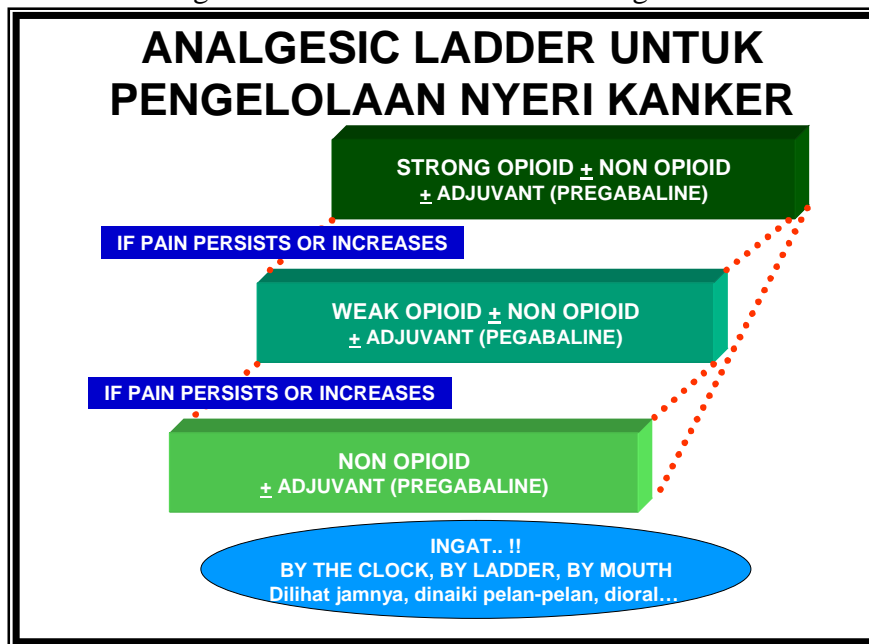 ANALGESIC LADDER UNTUK
PENGELOLAAN NYERI KANKER
STRONG OPIOID ± NON OPIOID
± ADJUVANT (PREGABALINE)
IF PAIN PERSISTS OR INCREASES
WEAK OPIOID ± NON OPIOID
± ADJUVANT (PEGABALINE)
IF PAIN PERSISTS OR INCREASES
NON OPIOID
± ADJUVANT (PREGABALINE)
INGAT.. !!
BY THE CLOCK, BY LADDER, BY MOUTH
Dilihat jamnya, dinaiki pelan-pelan, dioral…